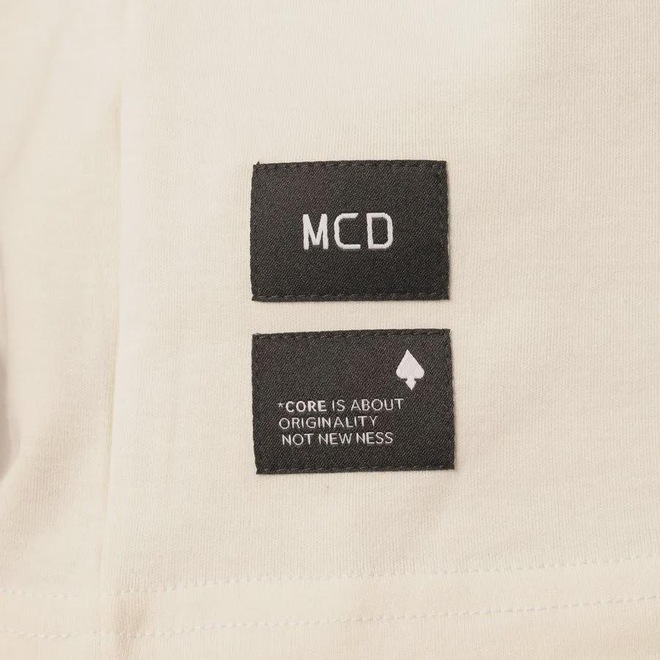 MCD
*CORE IS ABOUT
ORIGINALITY
NOT NEWNESS